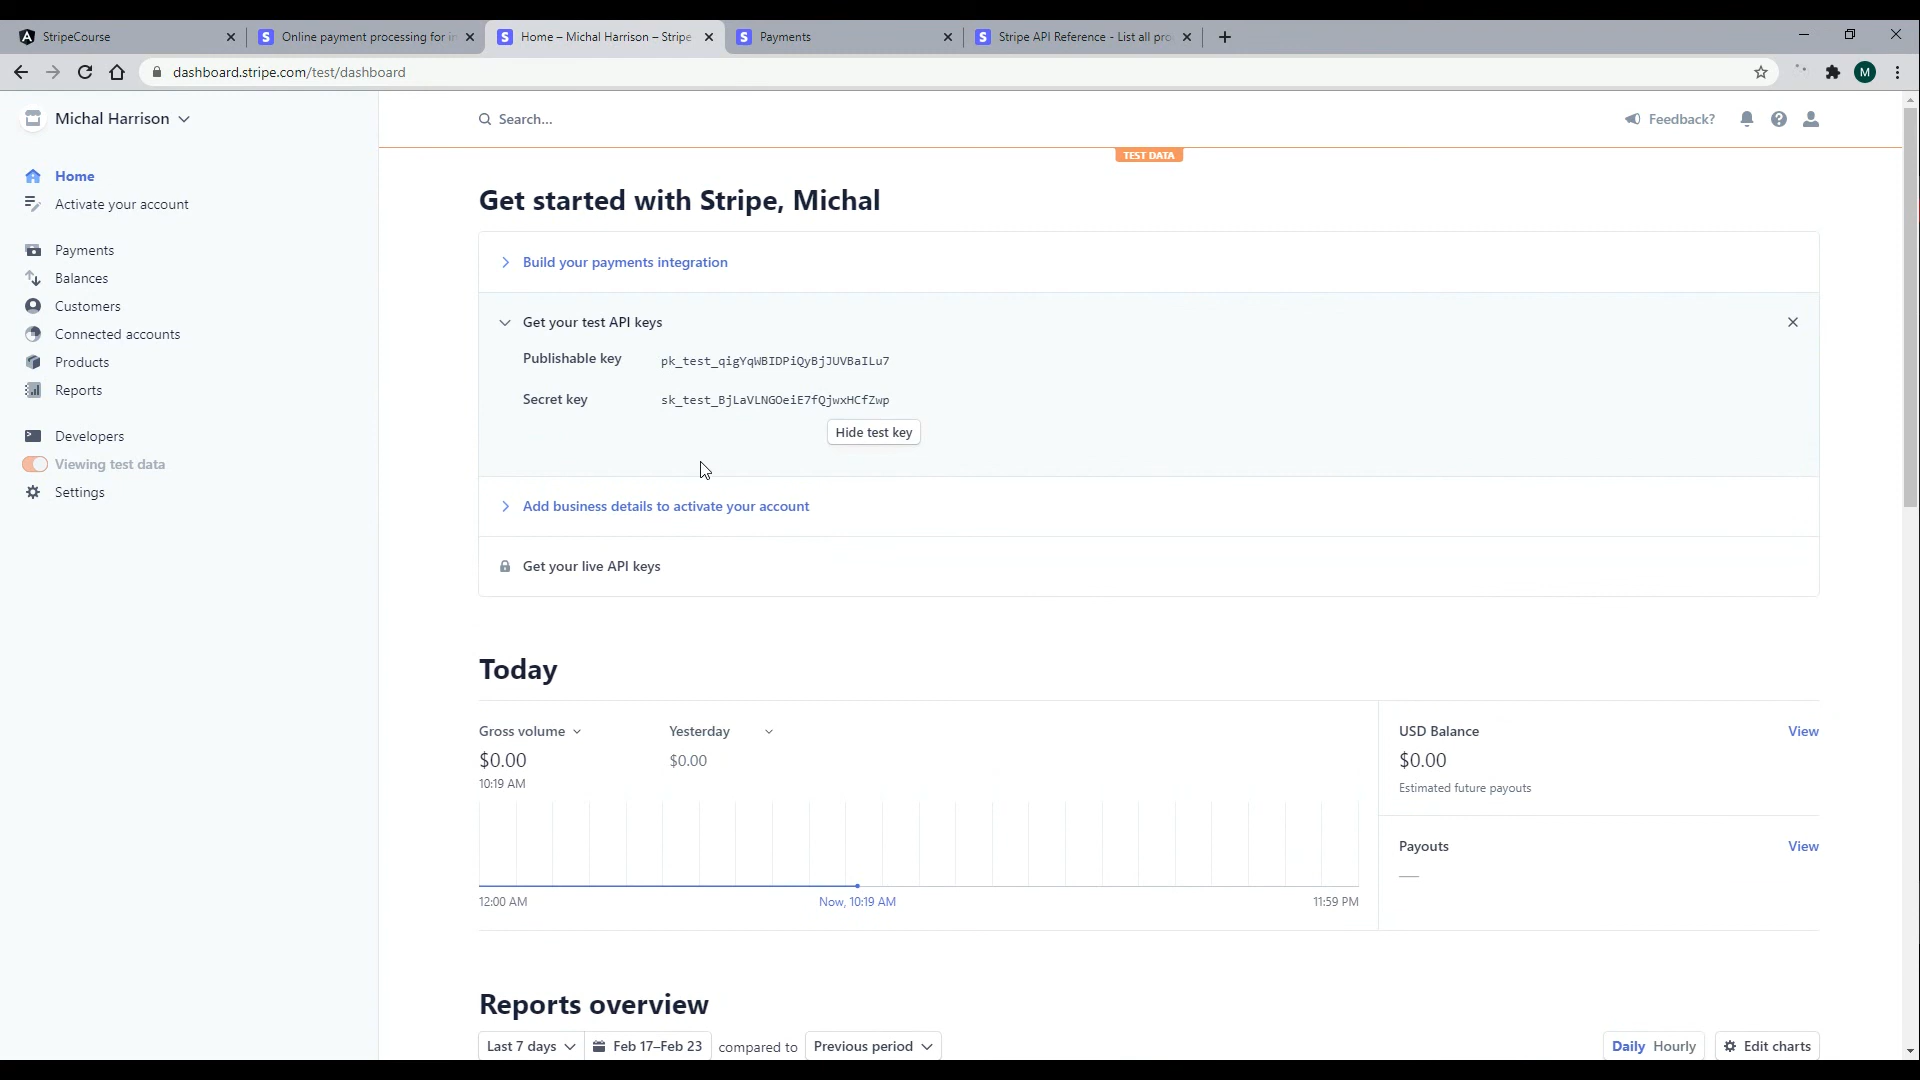 StripeCourse
Online payment processing for in
Home – Michal Harrison – Stripe
Payments
Stripe API Reference - List all pro
dashboard.stripe.com/test/dashboard
M
Michal Harrison
Search...
Feedback?
TEST DATA
Home
Activate your account
Payments
Balances
Customers
Connected accounts
Products
Reports
Developers
Viewing test data
Settings
Get started with Stripe, Michal
Build your payments integration
Get your test API keys
Publishable key pk_test_qigYqWBIDPiQyBjJUVBaILu7
Secret key sk_test_BjLaVLNGOeiE7fQjwxHCfZwp
Hide test key
Add business details to activate your account
Get your live API keys
Today
Gross volume
$0.00
10:19 AM
Yesterday
$0.00
12:00 AM
Now, 10:19 AM
11:59 PM
USD Balance View
$0.00
Estimated future payouts
Payouts View
—
Reports overview
Last 7 days Feb 17–Feb 23 compared to Previous period Daily Hourly Edit charts